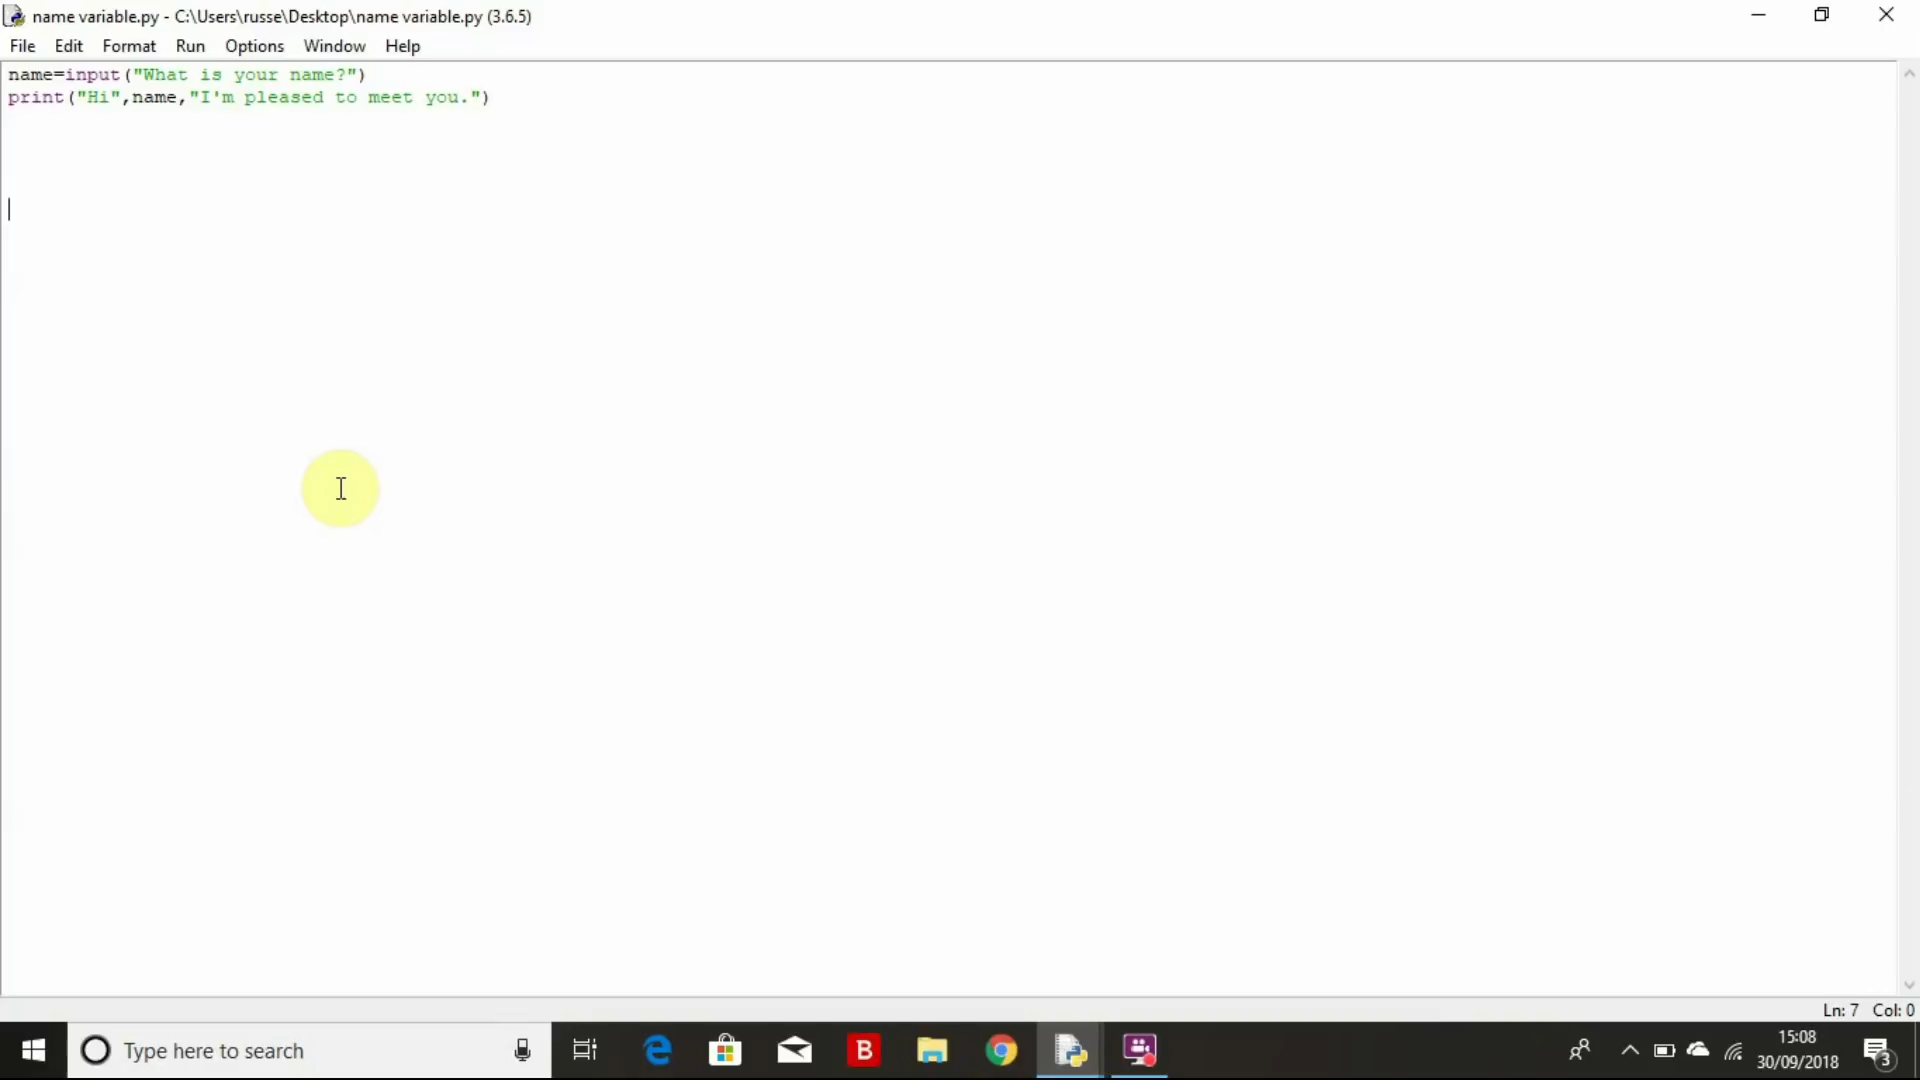 name variable.py - C:\Users\russe\Desktop\name variable.py (3.6.5)
File Edit Format Run Options Window Help
name=input("What is your name?")
print("Hi",name,"I'm pleased to meet you.")
Ln: 7 Col: 0
Type here to search
B
15:08
30/09/2018
3